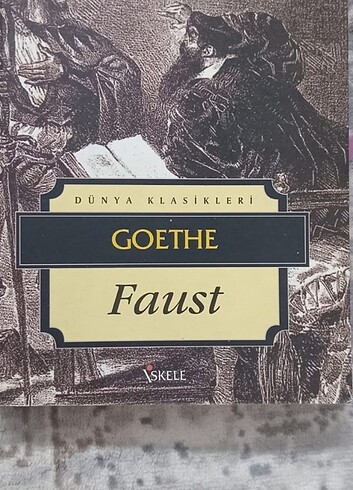 DÜNYA KLASİKLERİ
GOETHE
Faust
İSKELE